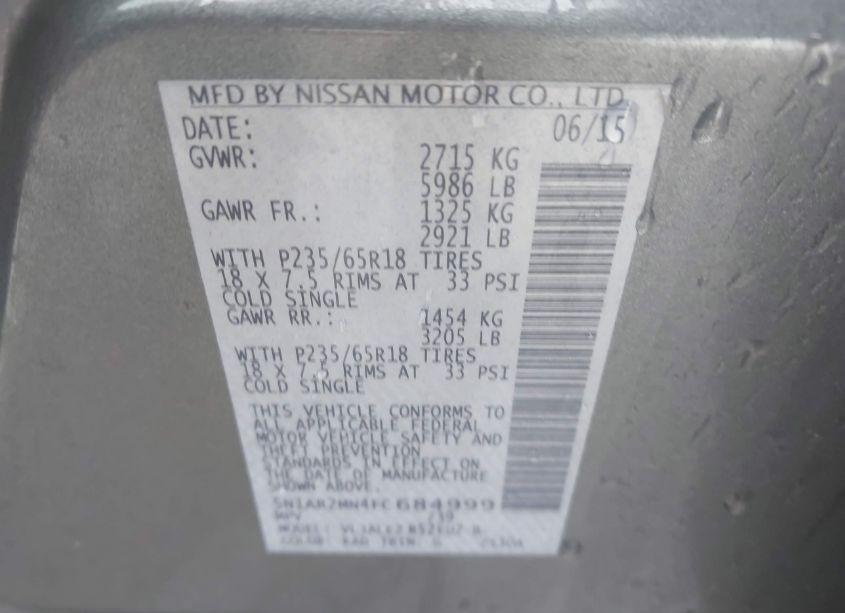 MFD BY NISSAN MOTOR CO., LTD.
DATE: 06/15
GVWR: 2715 KG
5986 LB
GAWR FR.: 1325 KG
2921 LB
WITH P235/65R18 TIRES
18 X 7.5 RIMS AT 33 PSI
COLD SINGLE
GAWR RR.: 1454 KG
3205 LB
WITH P235/65R18 TIRES
18 X 7.5 RIMS AT 33 PSI
COLD SINGLE
THIS VEHICLE CONFORMS TO
ALL APPLICABLE FEDERAL
MOTOR VEHICLE SAFETY AND
THEFT PREVENTION
STANDARDS IN EFFECT ON
THE DATE OF MANUFACTURE
SHOWN ABOVE.
5N1AR2MN4FC684999
MPV
MODEL:
COLOR: TRIM: G